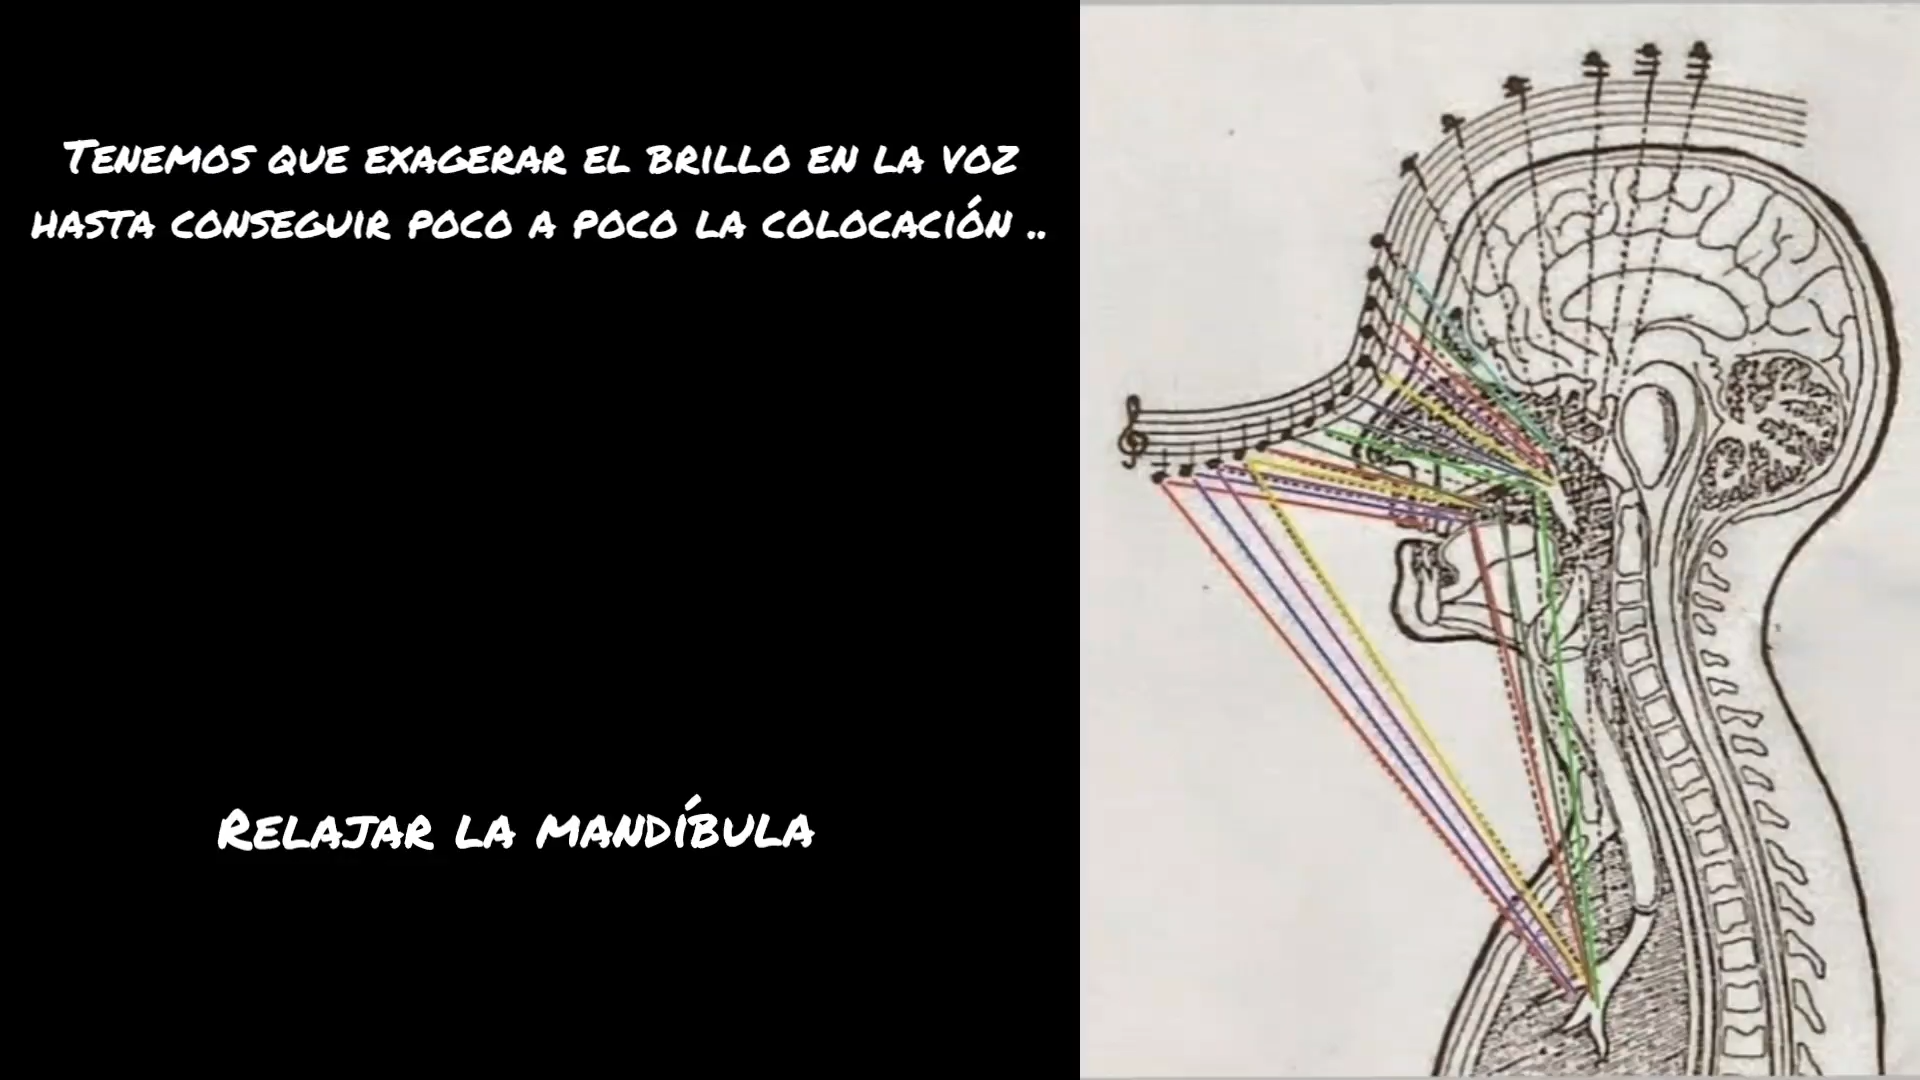 Tenemos que exagerar el brillo en la voz
hasta conseguir poco a poco la colocación ..
Relajar la mandíbula